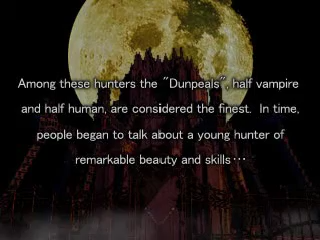 Among these hunters the "Dunpeals", half vampire
and half human, are considered the finest. In time,
people began to talk about a young hunter of
remarkable beauty and skills···